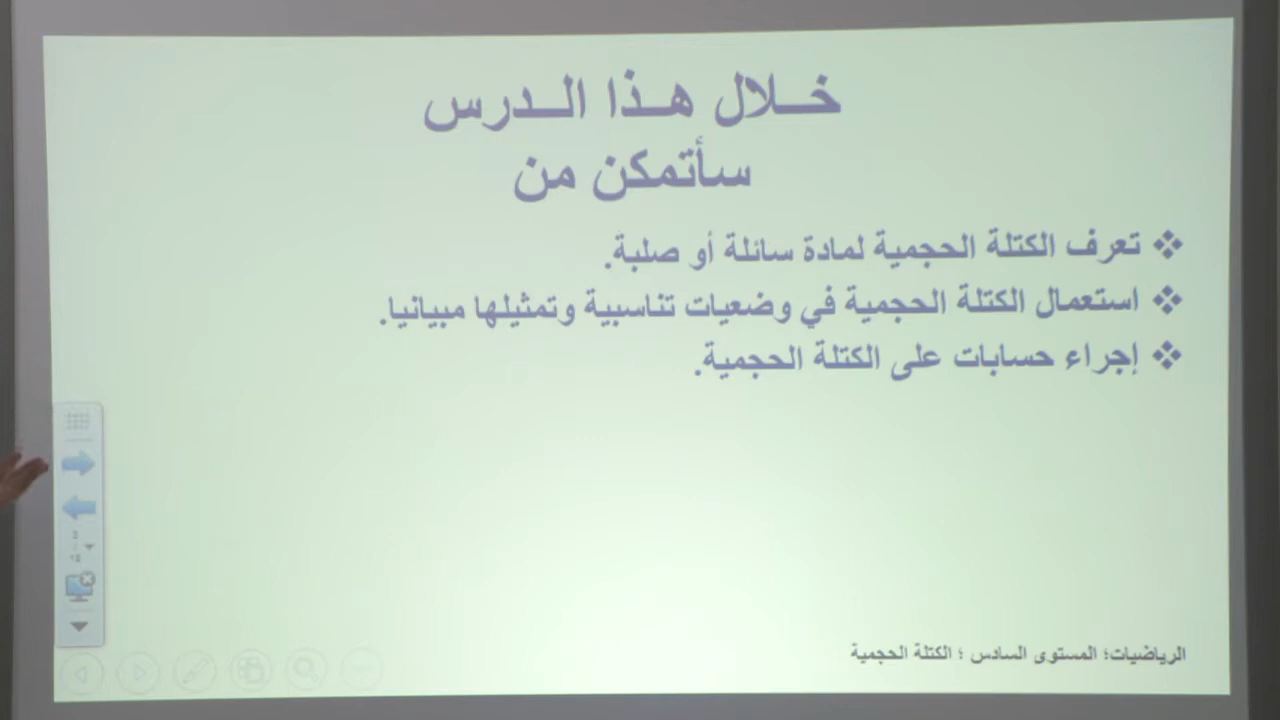 خــلال هــذا الــدرس
سأتمكن من
❖ تعرف الكتلة الحجمية لمادة سائلة أو صلبة.
❖ استعمال الكتلة الحجمية في وضعيات تناسبية وتمثيلها مبيانيا.
❖ إجراء حسابات على الكتلة الحجمية.
الرياضيات؛ المستوى السادس ؛ الكتلة الحجمية